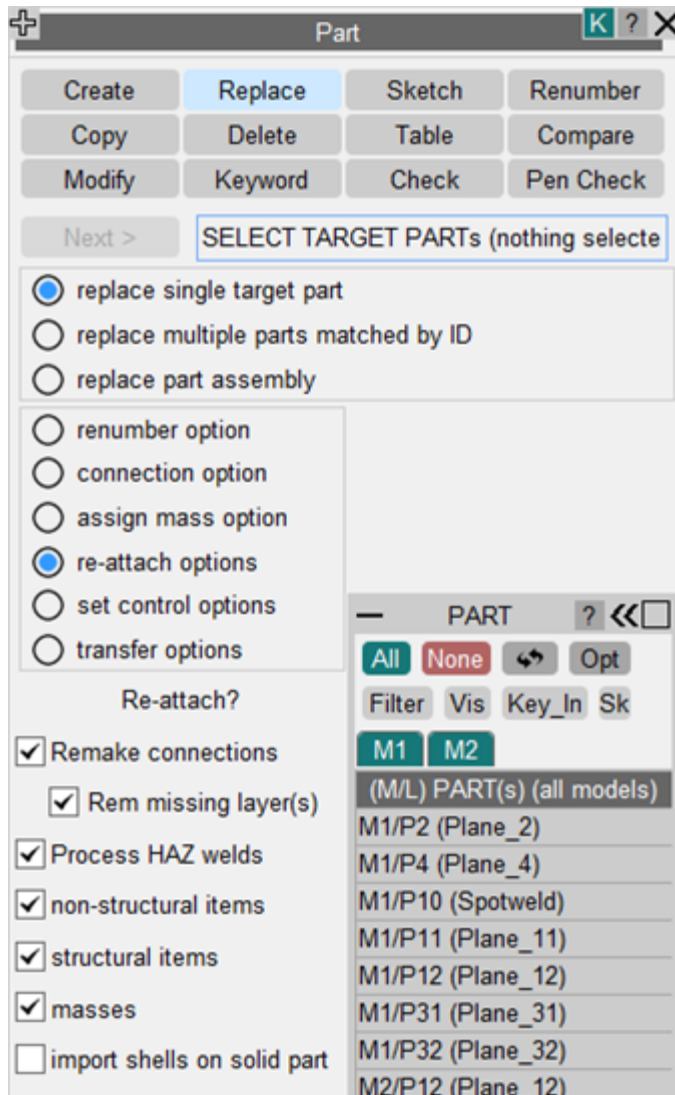 Part K ?
Create Replace Sketch Renumber
Copy Delete Table Compare
Modify Keyword Check Pen Check
Next > SELECT TARGET PARTs (nothing selecte
replace single target part
replace multiple parts matched by ID
replace part assembly
renumber option
connection option
assign mass option
re-attach options
set control options
transfer options
Re-attach?
Remake connections
Rem missing layer(s)
Process HAZ welds
non-structural items
structural items
masses
import shells on solid part
PART ?
All None Opt
Filter Vis Key_In Sk
M1 M2
(M/L) PART(s) (all models)
M1/P2 (Plane_2)
M1/P4 (Plane_4)
M1/P10 (Spotweld)
M1/P11 (Plane_11)
M1/P12 (Plane_12)
M1/P31 (Plane_31)
M1/P32 (Plane_32)
M2/P12 (Plane_12)